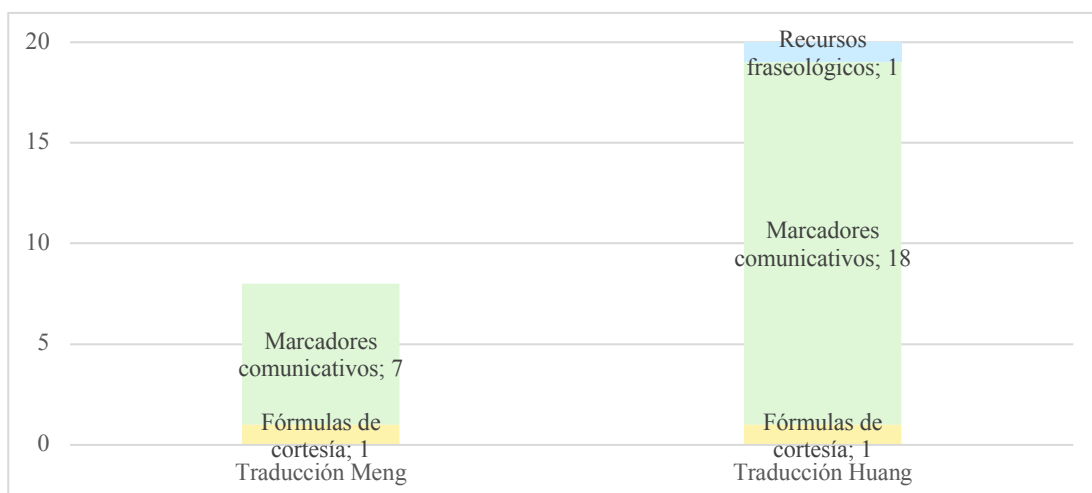 20
Recursos
fraseológicos; 1
15
10
Marcadores
comunicativos; 18
5
Marcadores
comunicativos; 7
Fórmulas de
cortesía; 1
Fórmulas de
cortesía; 1
0
Traducción Meng
Traducción Huang